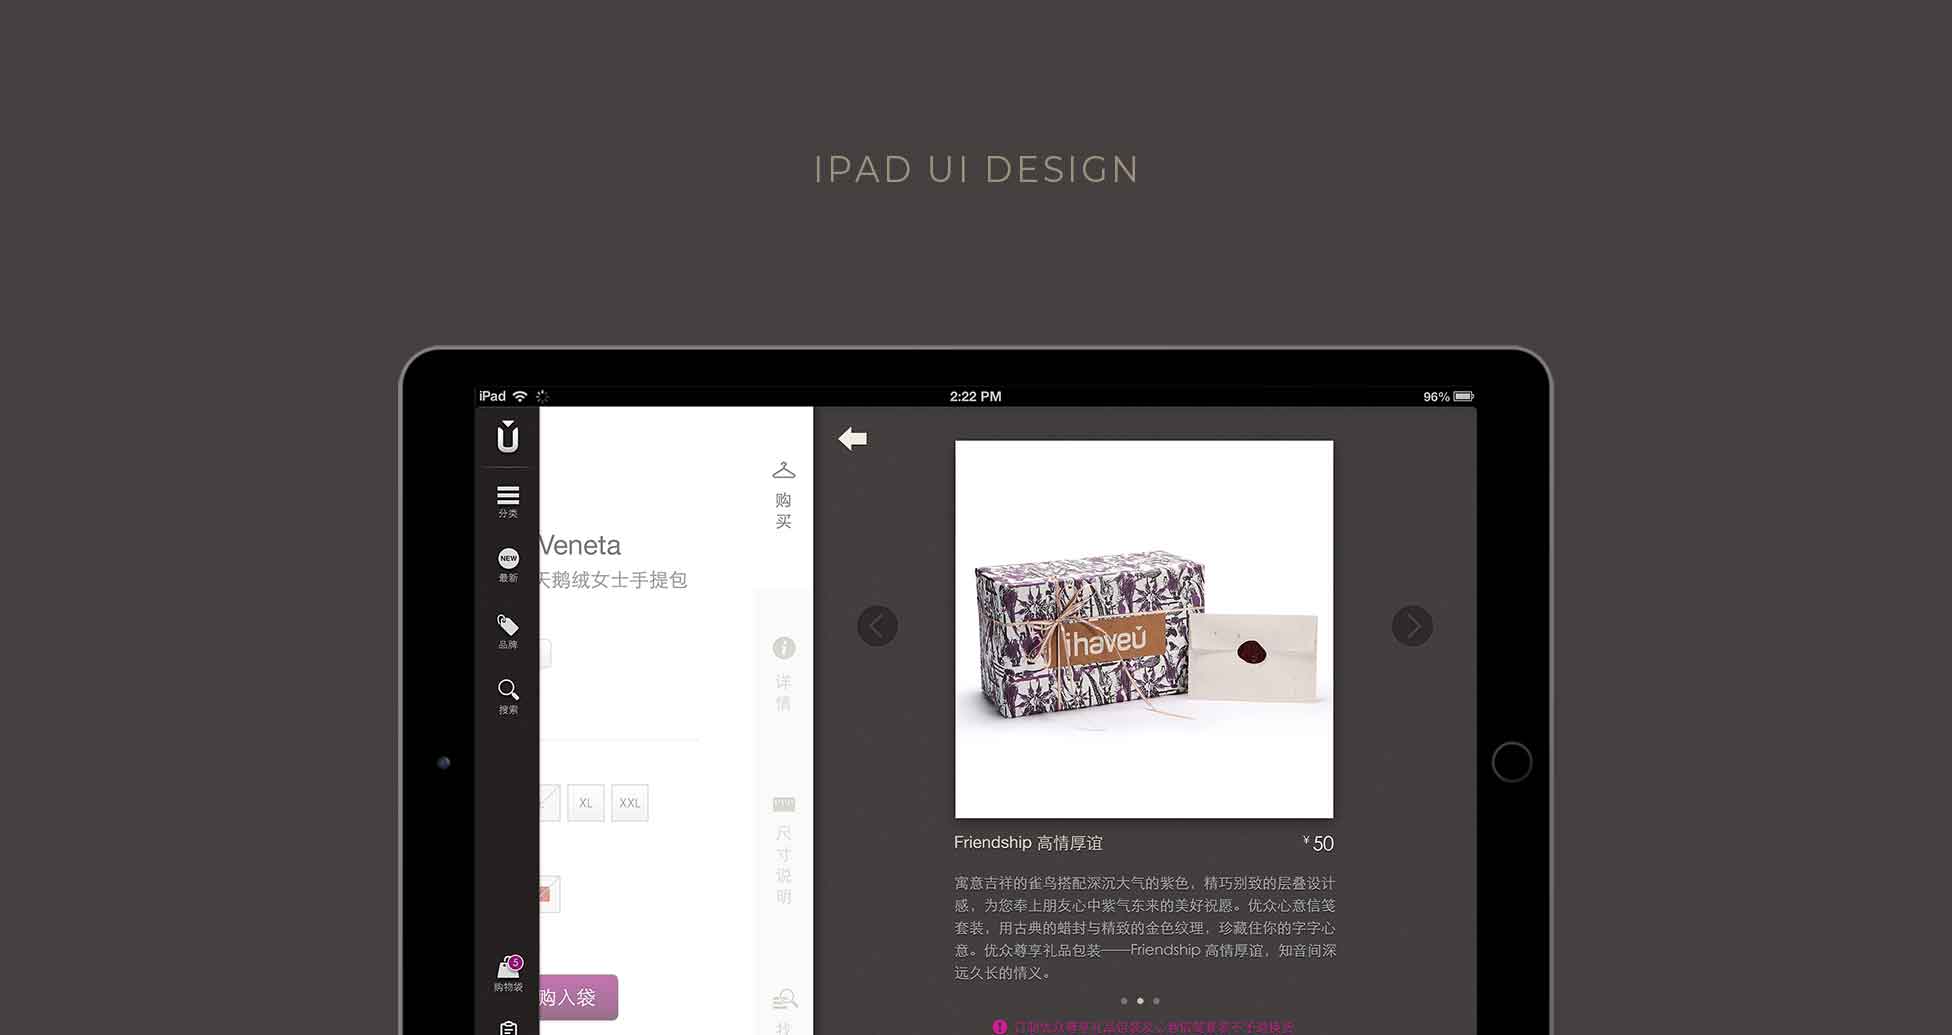 IPAD UI DESIGN
iPad
2:22 PM
96%
分类
NEW
最新
品牌
搜索
5
购物袋
Veneta
天鹅绒女士手提包
XL
XXL
购入袋
购买
详情
尺寸说明
找
ihaveu
Friendship 高情厚谊
¥ 50
寓意吉祥的雀鸟搭配深沉大气的紫色，精巧别致的层叠设计
感，为您奉上朋友心中紫气东来的美好祝愿。优众心意信笺
套装，用古典的蜡封与精致的金色纹理，珍藏住你的字字心
意。优众尊享礼品包装——Friendship 高情厚谊，知音间深
远久长的情义。